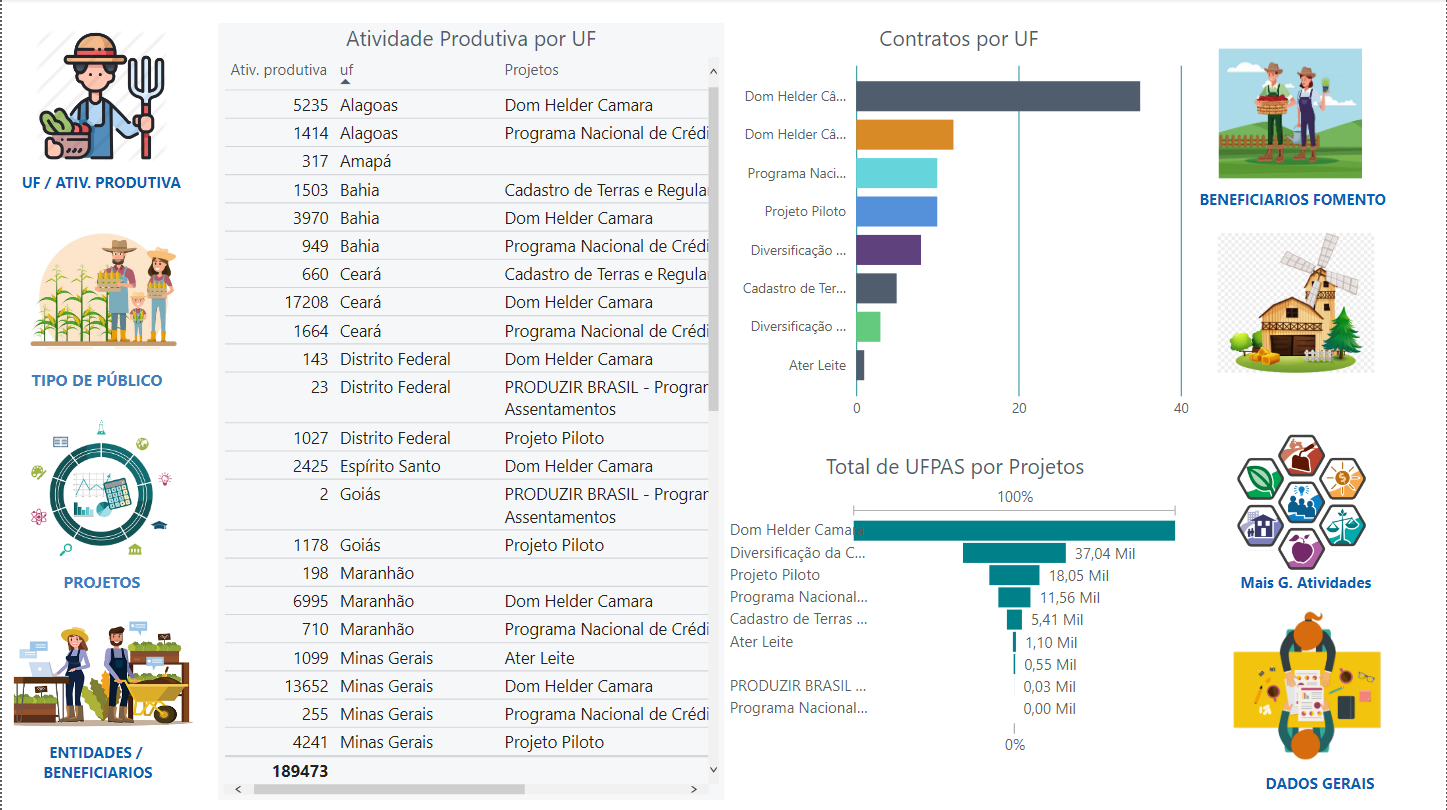 UF / ATIV. PRODUTIVA
TIPO DE PÚBLICO
PROJETOS
ENTIDADES /
BENEFICIARIOS
Atividade Produtiva por UF
Ativ. produtiva uf Projetos
5235 Alagoas Dom Helder Camara
1414 Alagoas Programa Nacional de Crédi
317 Amapá
1503 Bahia Cadastro de Terras e Regula
3970 Bahia Dom Helder Camara
949 Bahia Programa Nacional de Crédi
660 Ceará Cadastro de Terras e Regula
17208 Ceará Dom Helder Camara
1664 Ceará Programa Nacional de Crédi
143 Distrito Federal Dom Helder Camara
23 Distrito Federal PRODUZIR BRASIL - Progran
Assentamentos
1027 Distrito Federal Projeto Piloto
2425 Espírito Santo Dom Helder Camara
2 Goiás PRODUZIR BRASIL - Progran
Assentamentos
1178 Goiás Projeto Piloto
198 Maranhão
6995 Maranhão Dom Helder Camara
710 Maranhão Programa Nacional de Crédi
1099 Minas Gerais Ater Leite
13652 Minas Gerais Dom Helder Camara
255 Minas Gerais Programa Nacional de Crédi
4241 Minas Gerais Projeto Piloto
189473
Contratos por UF
Dom Helder Câ...
Dom Helder Câ...
Programa Naci...
Projeto Piloto
Diversificação ...
Cadastro de Ter...
Diversificação ...
Ater Leite
0 20 40
Total de UFPAS por Projetos
100%
Dom Helder Camara
Diversificação da C... 37,04 Mil
Projeto Piloto 18,05 Mil
Programa Nacional... 11,56 Mil
Cadastro de Terras ... 5,41 Mil
Ater Leite 1,10 Mil
0,55 Mil
PRODUZIR BRASIL ... 0,03 Mil
Programa Nacional... 0,00 Mil
0%
BENEFICIARIOS FOMENTO
Mais G. Atividades
DADOS GERAIS